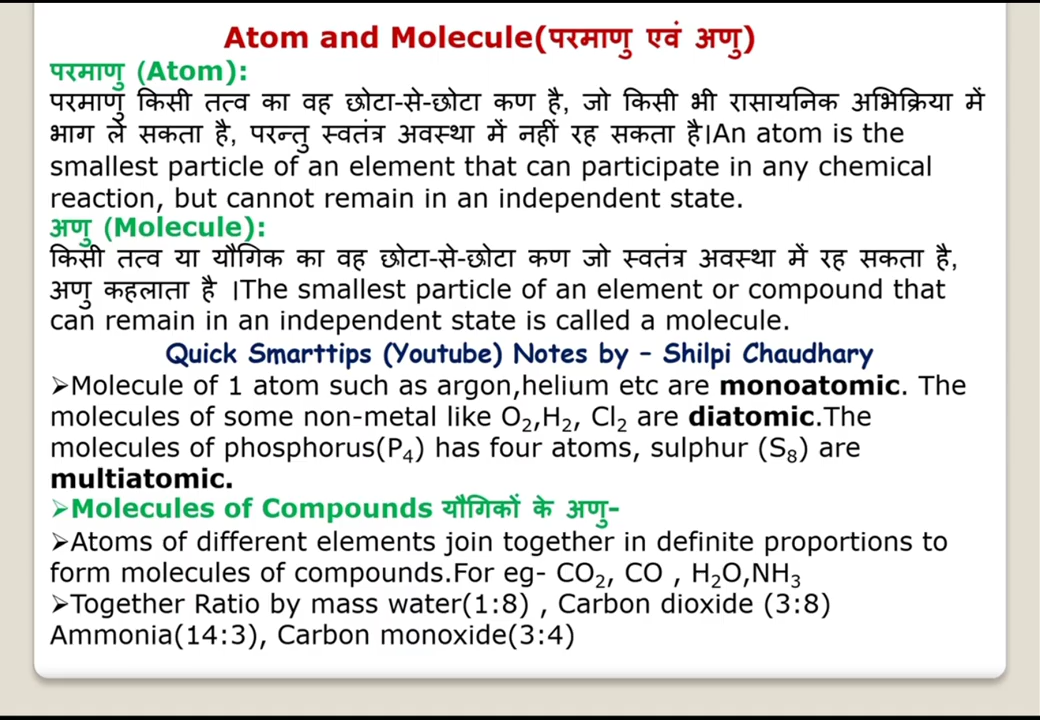 Atom and Molecule(परमाणु एवं अणु)
परमाणु (Atom):
परमाणु किसी तत्व का वह छोटा-से-छोटा कण है, जो किसी भी रासायनिक अभिक्रिया में
भाग ले सकता है, परन्तु स्वतंत्र अवस्था में नहीं रह सकता है।An atom is the
smallest particle of an element that can participate in any chemical
reaction, but cannot remain in an independent state.
अणु (Molecule):
किसी तत्व या यौगिक का वह छोटा-से-छोटा कण जो स्वतंत्र अवस्था में रह सकता है,
अणु कहलाता है ।The smallest particle of an element or compound that
can remain in an independent state is called a molecule.
Quick Smarttips (Youtube) Notes by - Shilpi Chaudhary
➢Molecule of 1 atom such as argon,helium etc are monoatomic. The
molecules of some non-metal like O₂,H₂, Cl₂ are diatomic.The
molecules of phosphorus(P₄) has four atoms, sulphur (S₈) are
multiatomic.
➢Molecules of Compounds यौगिकों के अणु-
➢Atoms of different elements join together in definite proportions to
form molecules of compounds.For eg- CO₂, CO , H₂O,NH₃
➢Together Ratio by mass water(1:8) , Carbon dioxide (3:8)
Ammonia(14:3), Carbon monoxide(3:4)